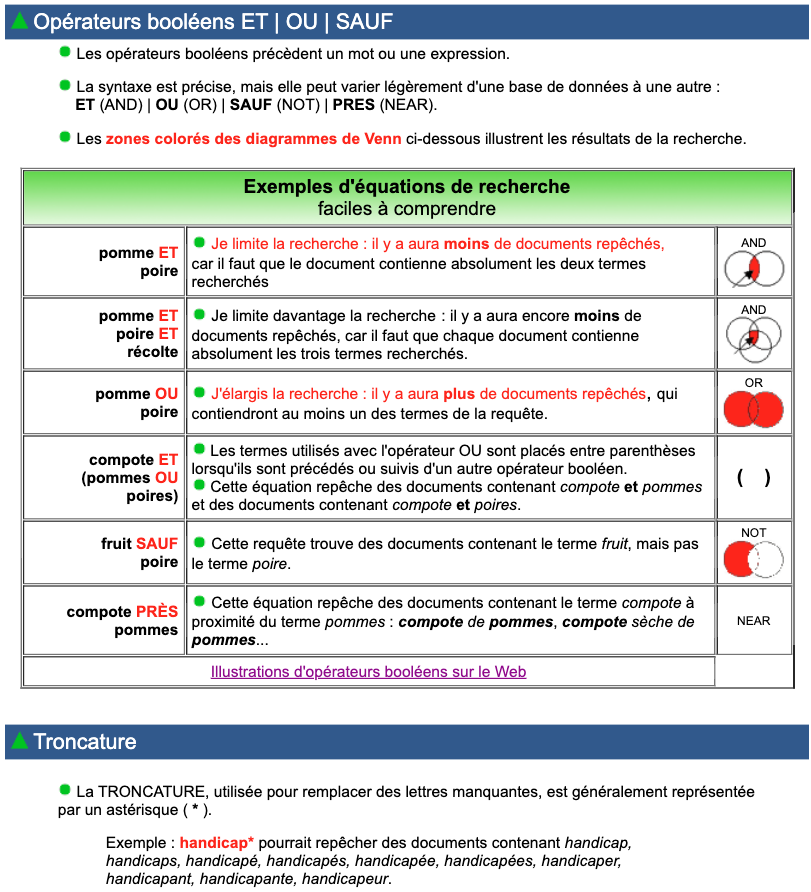 Opérateurs booléens ET | OU | SAUF
Les opérateurs booléens précèdent un mot ou une expression.
La syntaxe est précise, mais elle peut varier légèrement d'une base de données à une autre :
ET (AND) | OU (OR) | SAUF (NOT) | PRES (NEAR).
Les zones colorés des diagrammes de Venn ci-dessous illustrent les résultats de la recherche.
Exemples d'équations de recherche
faciles à comprendre
pomme ET
poire
Je limite la recherche : il y aura moins de documents repêchés,
car il faut que le document contienne absolument les deux termes
recherchés
AND
pomme ET
poire ET
récolte
Je limite davantage la recherche : il y aura encore moins de
documents repêchés, car il faut que chaque document contienne
absolument les trois termes recherchés.
AND
pomme OU
poire
J'élargis la recherche : il y aura plus de documents repêchés, qui
contiendront au moins un des termes de la requête.
OR
compote ET
(pommes OU
poires)
Les termes utilisés avec l'opérateur OU sont placés entre parenthèses
lorsqu'ils sont précédés ou suivis d'un autre opérateur booléen.
Cette équation repêche des documents contenant compote et pommes
et des documents contenant compote et poires.
( )
fruit SAUF
poire
Cette requête trouve des documents contenant le terme fruit, mais pas
le terme poire.
NOT
compote PRÈS
pommes
Cette équation repêche des documents contenant le terme compote à
proximité du terme pommes : compote de pommes, compote sèche de
pommes...
NEAR
Illustrations d'opérateurs booléens sur le Web
Troncature
La TRONCATURE, utilisée pour remplacer des lettres manquantes, est généralement représentée
par un astérisque ( * ).
Exemple : handicap* pourrait repêcher des documents contenant handicap,
handicaps, handicapé, handicapés, handicapée, handicapées, handicaper,
handicapant, handicapante, handicapeur.